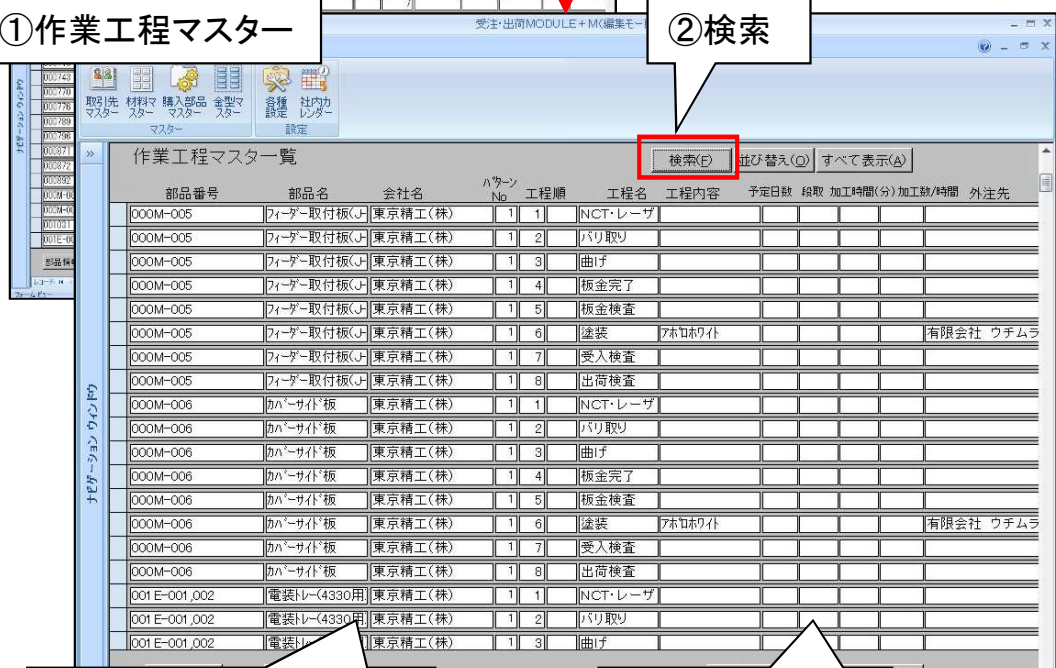 ①作業工程マスター
②検索
受注・出荷MODULE+M(編集モー
000743
000770
000776
000789
000796
000871
000872
000892
取引先マスター 材料マスター 購入部品マスター 金型マスター 各種設定 社内カレンダー
マスター 設定
作業工程マスター覧 検索(F) 並び替え(O) すべて表示(A)
部品番号 部品名 会社名 パターンNo 工程順 工程名 工程内容 予定日数 段取 加工時間(分) 加工数/時間 外注先
000M-005 フィーダー取付板(J- 東京精工(株) 1 1 NCT・レーザ
000M-005 フィーダー取付板(J- 東京精工(株) 1 2 バリ取り
000M-005 フィーダー取付板(J- 東京精工(株) 1 3 曲げ
000M-005 フィーダー取付板(J- 東京精工(株) 1 4 板金完了
000M-005 フィーダー取付板(J- 東京精工(株) 1 5 板金検査
000M-005 フィーダー取付板(J- 東京精工(株) 1 6 塗装 アポロホワイト 有限会社 ウチムラ
000M-005 フィーダー取付板(J- 東京精工(株) 1 7 受入検査
000M-005 フィーダー取付板(J- 東京精工(株) 1 8 出荷検査
000M-006 カバーサイド板 東京精工(株) 1 1 NCT・レーザ
000M-006 カバーサイド板 東京精工(株) 1 2 バリ取り
000M-006 カバーサイド板 東京精工(株) 1 3 曲げ
000M-006 カバーサイド板 東京精工(株) 1 4 板金完了
000M-006 カバーサイド板 東京精工(株) 1 5 板金検査
000M-006 カバーサイド板 東京精工(株) 1 6 塗装 アポロホワイト 有限会社 ウチムラ
000M-006 カバーサイド板 東京精工(株) 1 7 受入検査
000M-006 カバーサイド板 東京精工(株) 1 8 出荷検査
001E-001,002 電装トレー(4330用) 東京精工(株) 1 1 NCT・レーザ
001E-001,002 電装トレー(4330用) 東京精工(株) 1 2 バリ取り
001E-001,002 電装 東京精工(株) 1 3 曲げ
ナビゲーション ウィンドウ